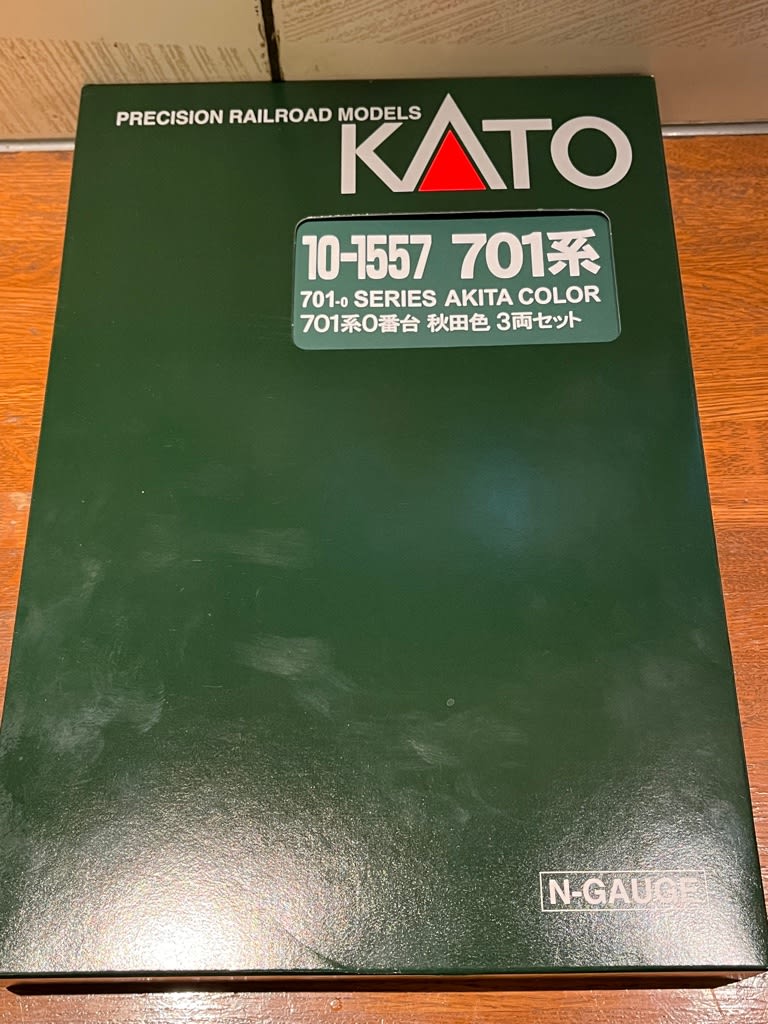 PRECISION RAILROAD MODELS
KATO
10-1557 701系
701-0 SERIES AKITA COLOR
701系0番台 秋田色 3両セット
N-GAUGE